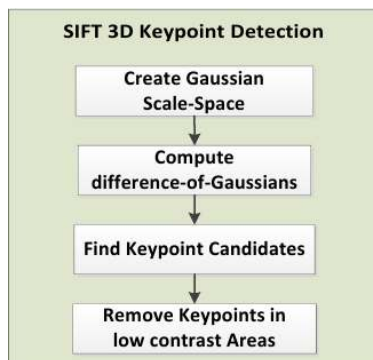 SIFT 3D Keypoint Detection
Create Gaussian
Scale-Space
Compute
difference-of-Gaussians
Find Keypoint Candidates
Remove Keypoints in
low contrast Areas